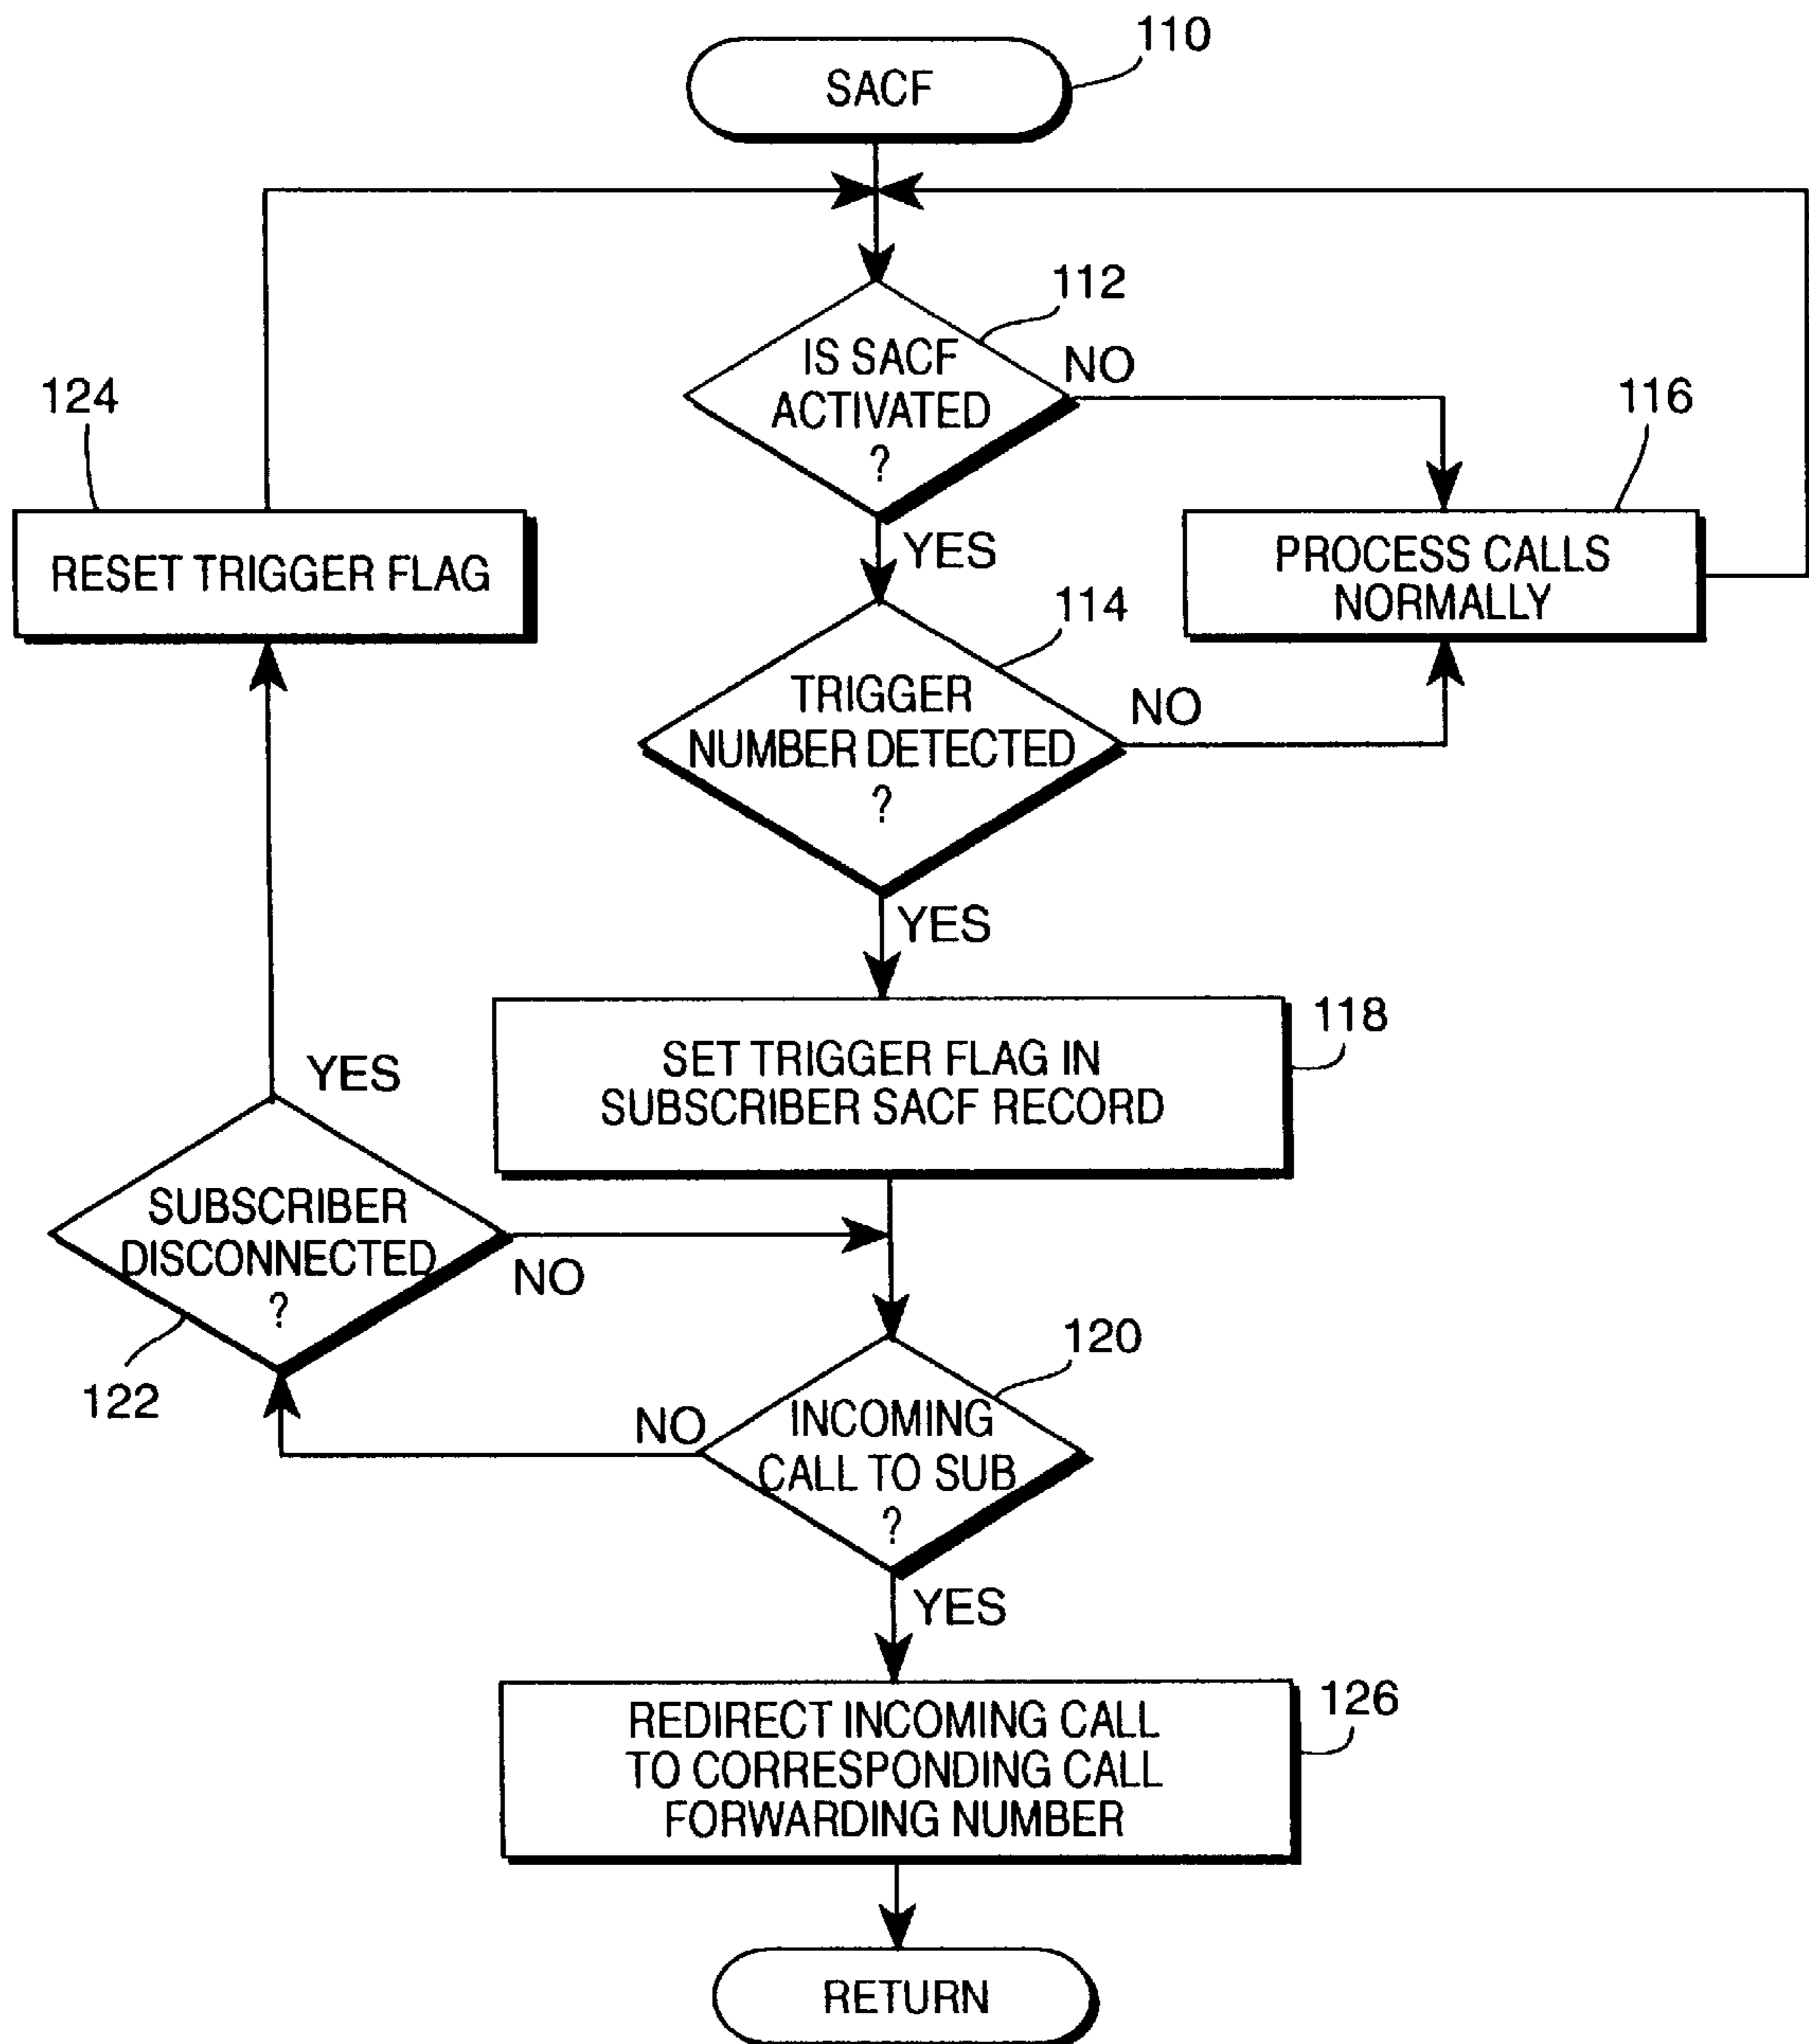 110
SACF
112
IS SACF
ACTIVATED
?
NO
YES
124
RESET TRIGGER FLAG
116
PROCESS CALLS
NORMALLY
114
TRIGGER
NUMBER DETECTED
?
NO
YES
118
SET TRIGGER FLAG IN
SUBSCRIBER SACF RECORD
YES
SUBSCRIBER
DISCONNECTED
?
NO
122
120
INCOMING
CALL TO SUB
?
NO
YES
126
REDIRECT INCOMING CALL
TO CORRESPONDING CALL
FORWARDING NUMBER
RETURN